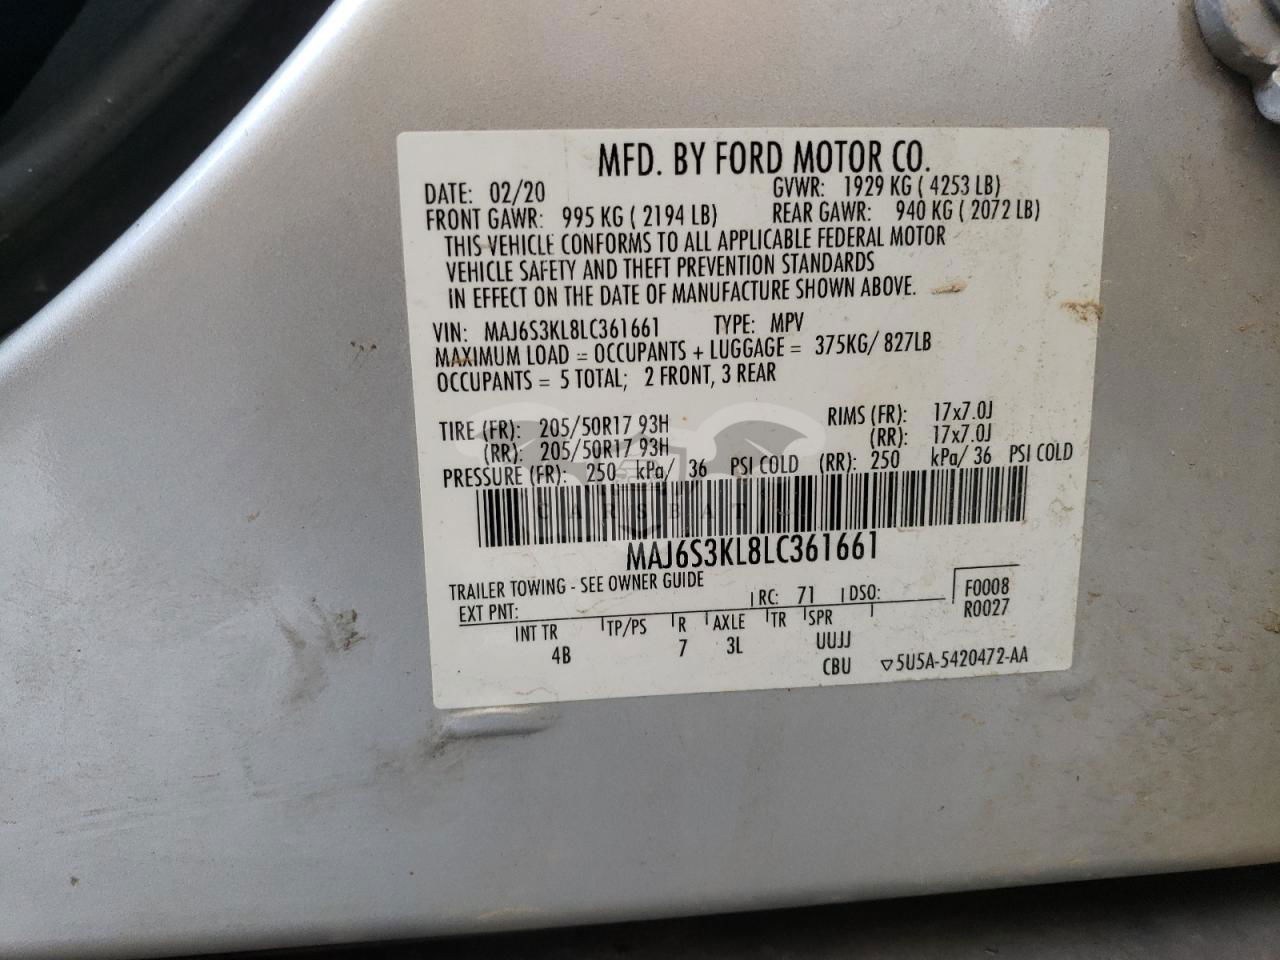 MFD. BY FORD MOTOR CO.
DATE: 02/20 GVWR: 1929 KG ( 4253 LB)
FRONT GAWR: 995 KG ( 2194 LB) REAR GAWR: 940 KG ( 2072 LB)
THIS VEHICLE CONFORMS TO ALL APPLICABLE FEDERAL MOTOR
VEHICLE SAFETY AND THEFT PREVENTION STANDARDS
IN EFFECT ON THE DATE OF MANUFACTURE SHOWN ABOVE.
VIN: MAJ6S3KL8LC361661 TYPE: MPV
MAXIMUM LOAD = OCCUPANTS + LUGGAGE = 375KG/ 827LB
OCCUPANTS = 5 TOTAL; 2 FRONT, 3 REAR
TIRE (FR): 205/50R17 93H RIMS (FR): 17x7.0J
(RR): 205/50R17 93H (RR): 17x7.0J
PRESSURE (FR): 250 kPa/ 36 PSI COLD (RR): 250 kPa/ 36 PSI COLD
CARSBAT
MAJ6S3KL8LC361661
TRAILER TOWING - SEE OWNER GUIDE
EXT PNT: RC: 71 DSO: F0008
R0027
INT TR TP/PS R AXLE TR SPR
4B 7 3L UUJJ
CBU ▽5U5A-5420472-AA